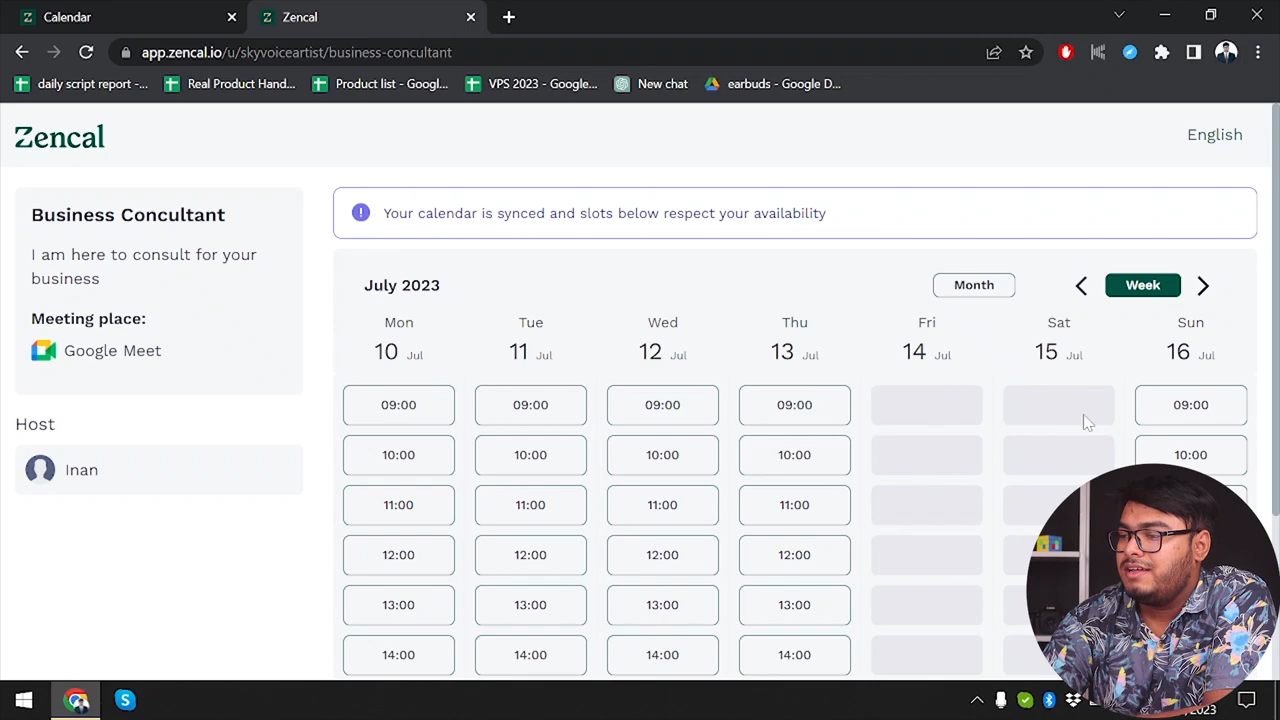 Calendar
Zencal
app.zencal.io/u/skyvoiceartist/business-concultant
daily script report -...
Real Product Hand...
Product list - Googl...
VPS 2023 - Google...
New chat
earbuds - Google D...
Zencal
English
Business Concultant
I am here to consult for your
business
Meeting place:
Google Meet
Host
Inan
Your calendar is synced and slots below respect your availability
July 2023
Month
Week
Mon Tue Wed Thu Fri Sat Sun
10 Jul 11 Jul 12 Jul 13 Jul 14 Jul 15 Jul 16 Jul
09:00 09:00 09:00 09:00 09:00
10:00 10:00 10:00 10:00 10:00
11:00 11:00 11:00 11:00
12:00 12:00 12:00 12:00
13:00 13:00 13:00 13:00
14:00 14:00 14:00 14:00
2023